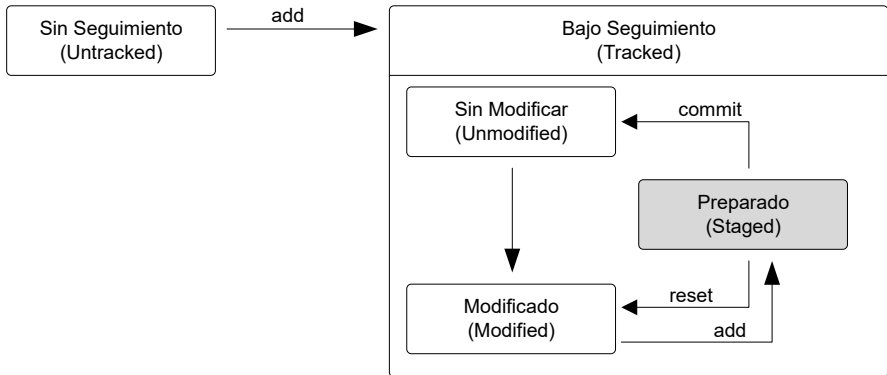 Sin Seguimiento
(Untracked)
add
Bajo Seguimiento
(Tracked)
Sin Modificar
(Unmodified)
commit
Preparado
(Staged)
Modificado
(Modified)
reset
add